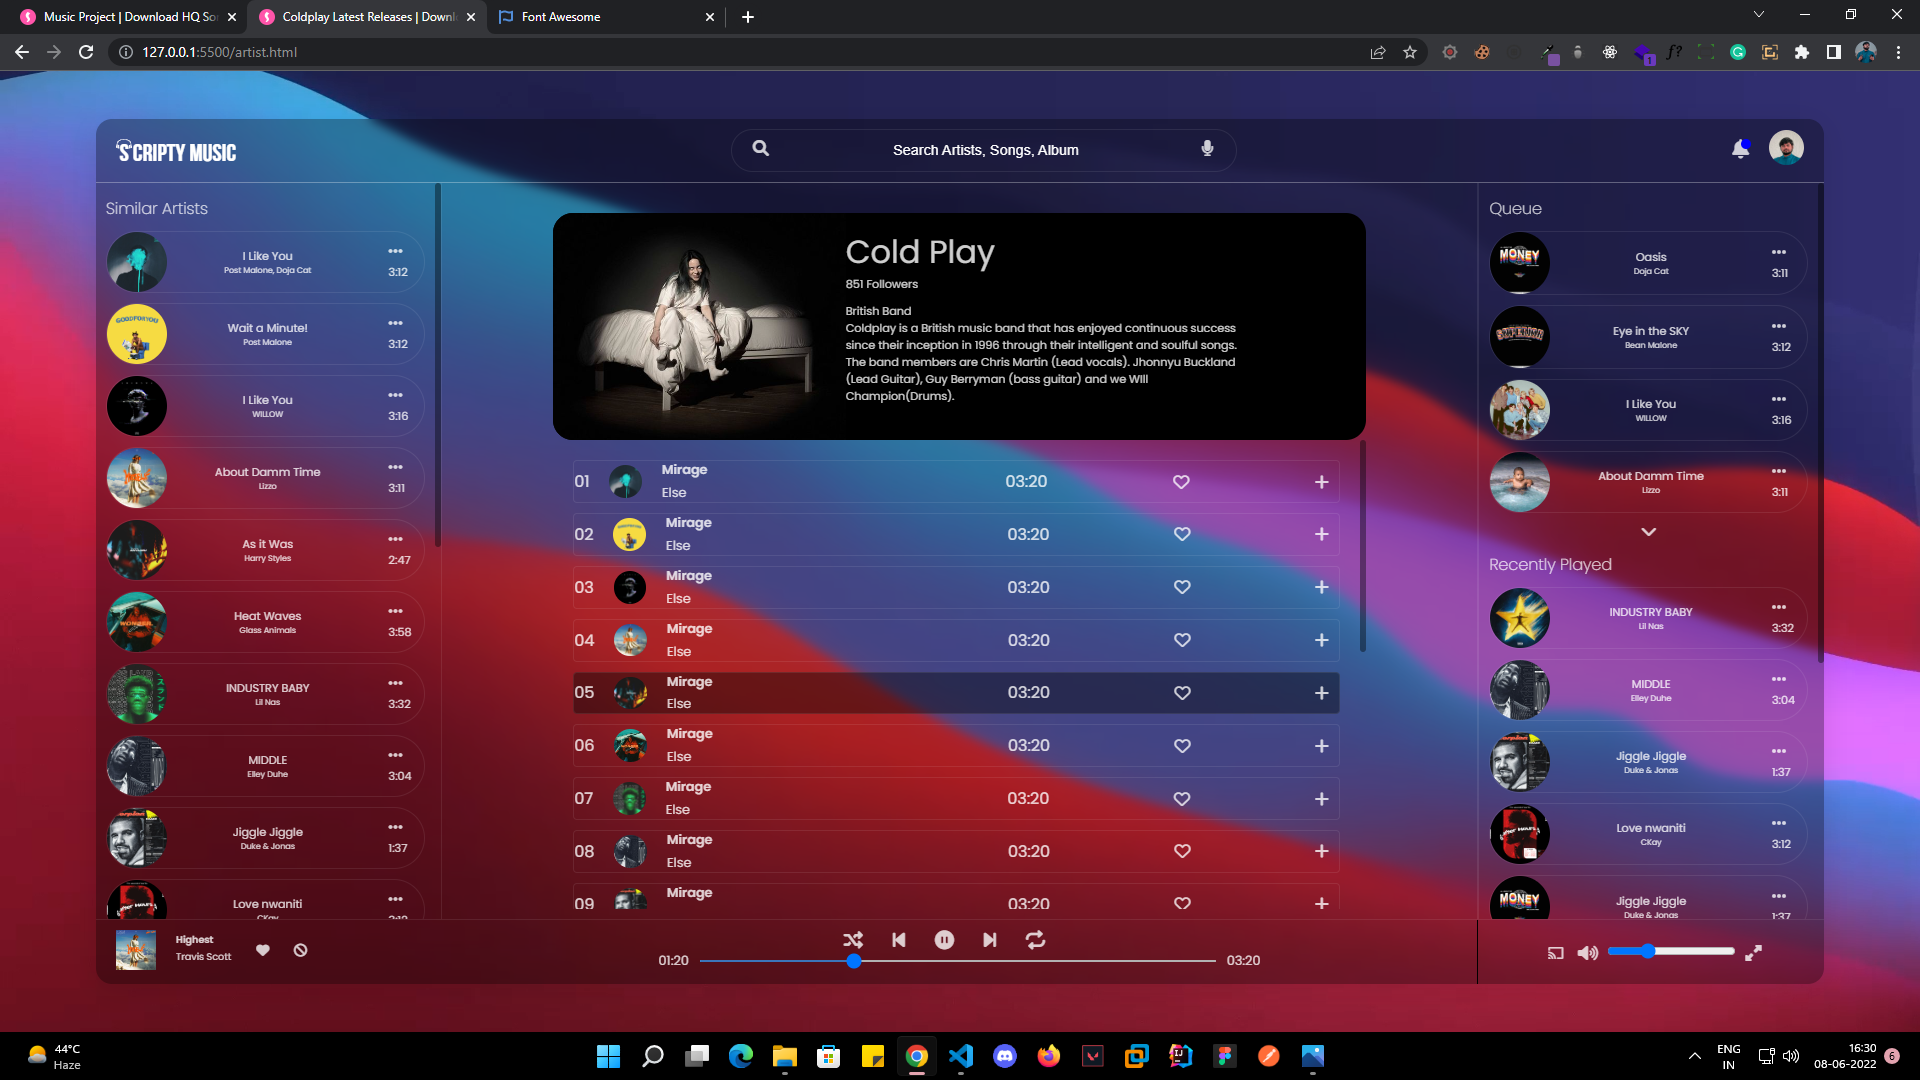 Music Project | Download HQ So
Coldplay Latest Releases | Downl
Font Awesome
127.0.0.1:5500/artist.html
SCRIPTY MUSIC
Search Artists, Songs, Album
Similar Artists
I Like You
Post Malone, Doja Cat
3:12
Wait a Minute!
Post Malone
3:12
I Like You
WILLOW
3:16
About Damm Time
Lizzo
3:11
As it Was
Harry Styles
2:47
Heat Waves
Glass Animals
3:58
INDUSTRY BABY
Lil Nas
3:32
MIDDLE
Elley Duhe
3:04
Jiggle Jiggle
Duke & Jonas
1:37
Love nwaniti
CKay
3:12
Cold Play
851 Followers
British Band
Coldplay is a British music band that has enjoyed continuous success
since their inception in 1996 through their intelligent and soulful songs.
The band members are Chris Martin (Lead vocals). Jhonnyu Buckland
(Lead Guitar), Guy Berryman (bass guitar) and we WIll
Champion(Drums).
01 Mirage 03:20
Else
02 Mirage 03:20
Else
03 Mirage 03:20
Else
04 Mirage 03:20
Else
05 Mirage 03:20
Else
06 Mirage 03:20
Else
07 Mirage 03:20
Else
08 Mirage 03:20
Else
09 Mirage 03:20
Queue
MONEY
Oasis
Doja Cat
3:11
Eye in the SKY
Bean Malone
3:12
I Like You
WILLOW
3:16
About Damm Time
Lizzo
3:11
Recently Played
INDUSTRY BABY
Lil Nas
3:32
MIDDLE
Elley Duhe
3:04
Jiggle Jiggle
Duke & Jonas
1:37
Love nwaniti
CKay
3:12
MONEY
Jiggle Jiggle
Duke & Jonas
1:37
Highest
Travis Scott
01:20
03:20
44°C
Haze
ENG
IN
16:30
08-06-2022
6